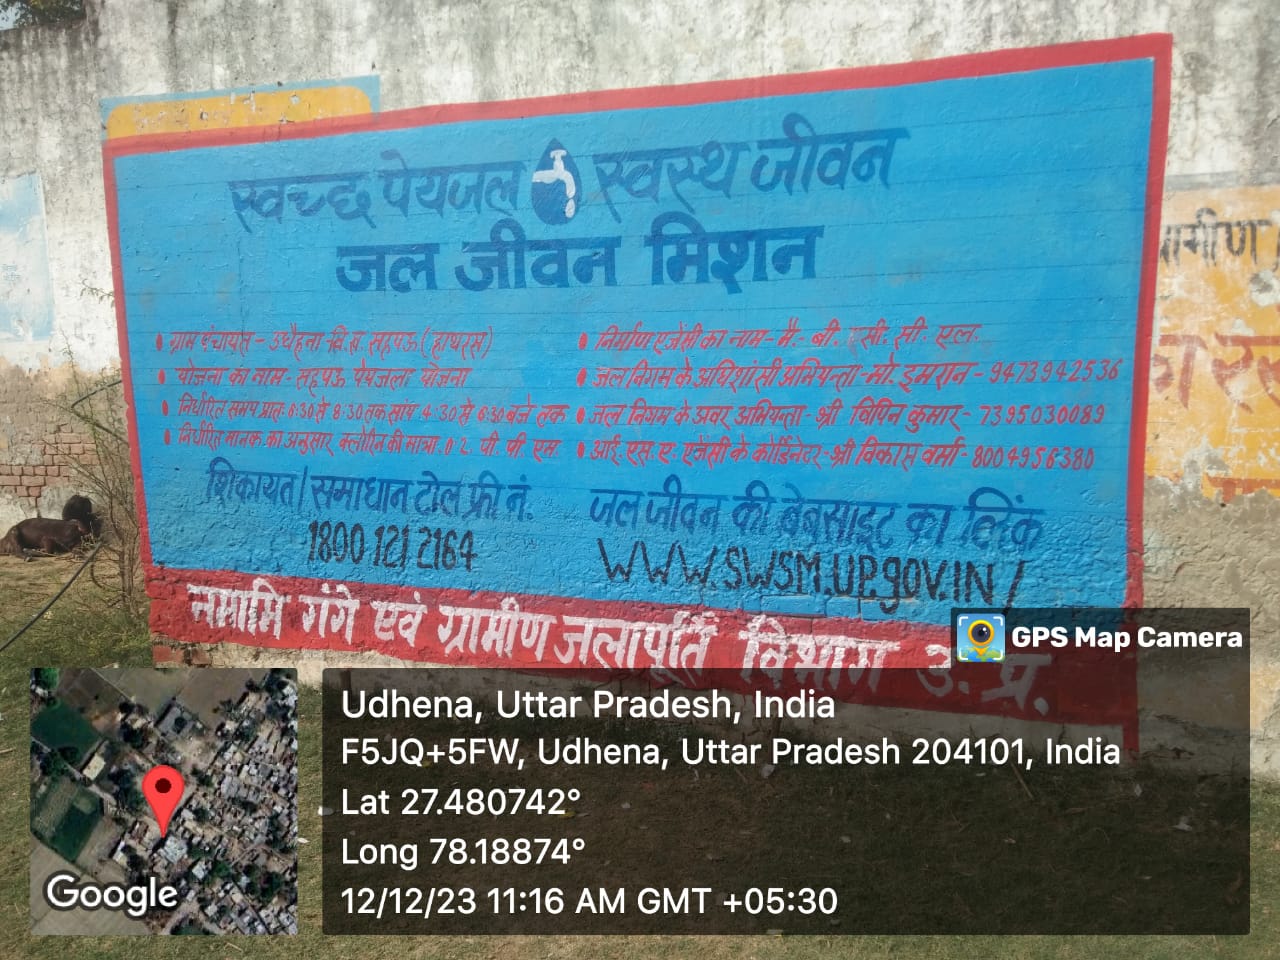 स्वच्छ पेयजल स्वस्थ जीवन
जल जीवन मिशन
ग्राम पंचायत - उधैहना वि.ख. सहपऊ (हाथरस)
योजना का नाम - सहपऊ पेयजला योजना
निर्धारित समय प्रातः 6:30 से 8:30 तक सांय 4:30 से 6:30 बजे तक
निर्धारित मानक का अनुसार क्लोरीन की मात्रा 0 2. पी. पी. एम.
निर्माण एजेंसी का नाम - मै. - बी. सी. सी. एल.
जल निगम के अधिशांसी अभियन्ता - मो. इमरान - 9473942536
जल निगम के अवर अभियन्ता - श्री विपिन कुमार - 7395030089
आई. एस. ए. एजेंसी के कोर्डिनेटर - श्री विकास वर्मा - 8004956380
शिकायत / समाधान टोल फ्री नं.
1800 121 2164
जल जीवन की बेबसाइट का लिंक
WWW.SWSM.UP.gov.IN/
नमामि गंगे एवं ग्रामीण जलापूर्ति विभाग उ. प्र.
GPS Map Camera
Udhena, Uttar Pradesh, India
F5JQ+5FW, Udhena, Uttar Pradesh 204101, India
Lat 27.480742°
Long 78.18874°
12/12/23 11:16 AM GMT +05:30
Google